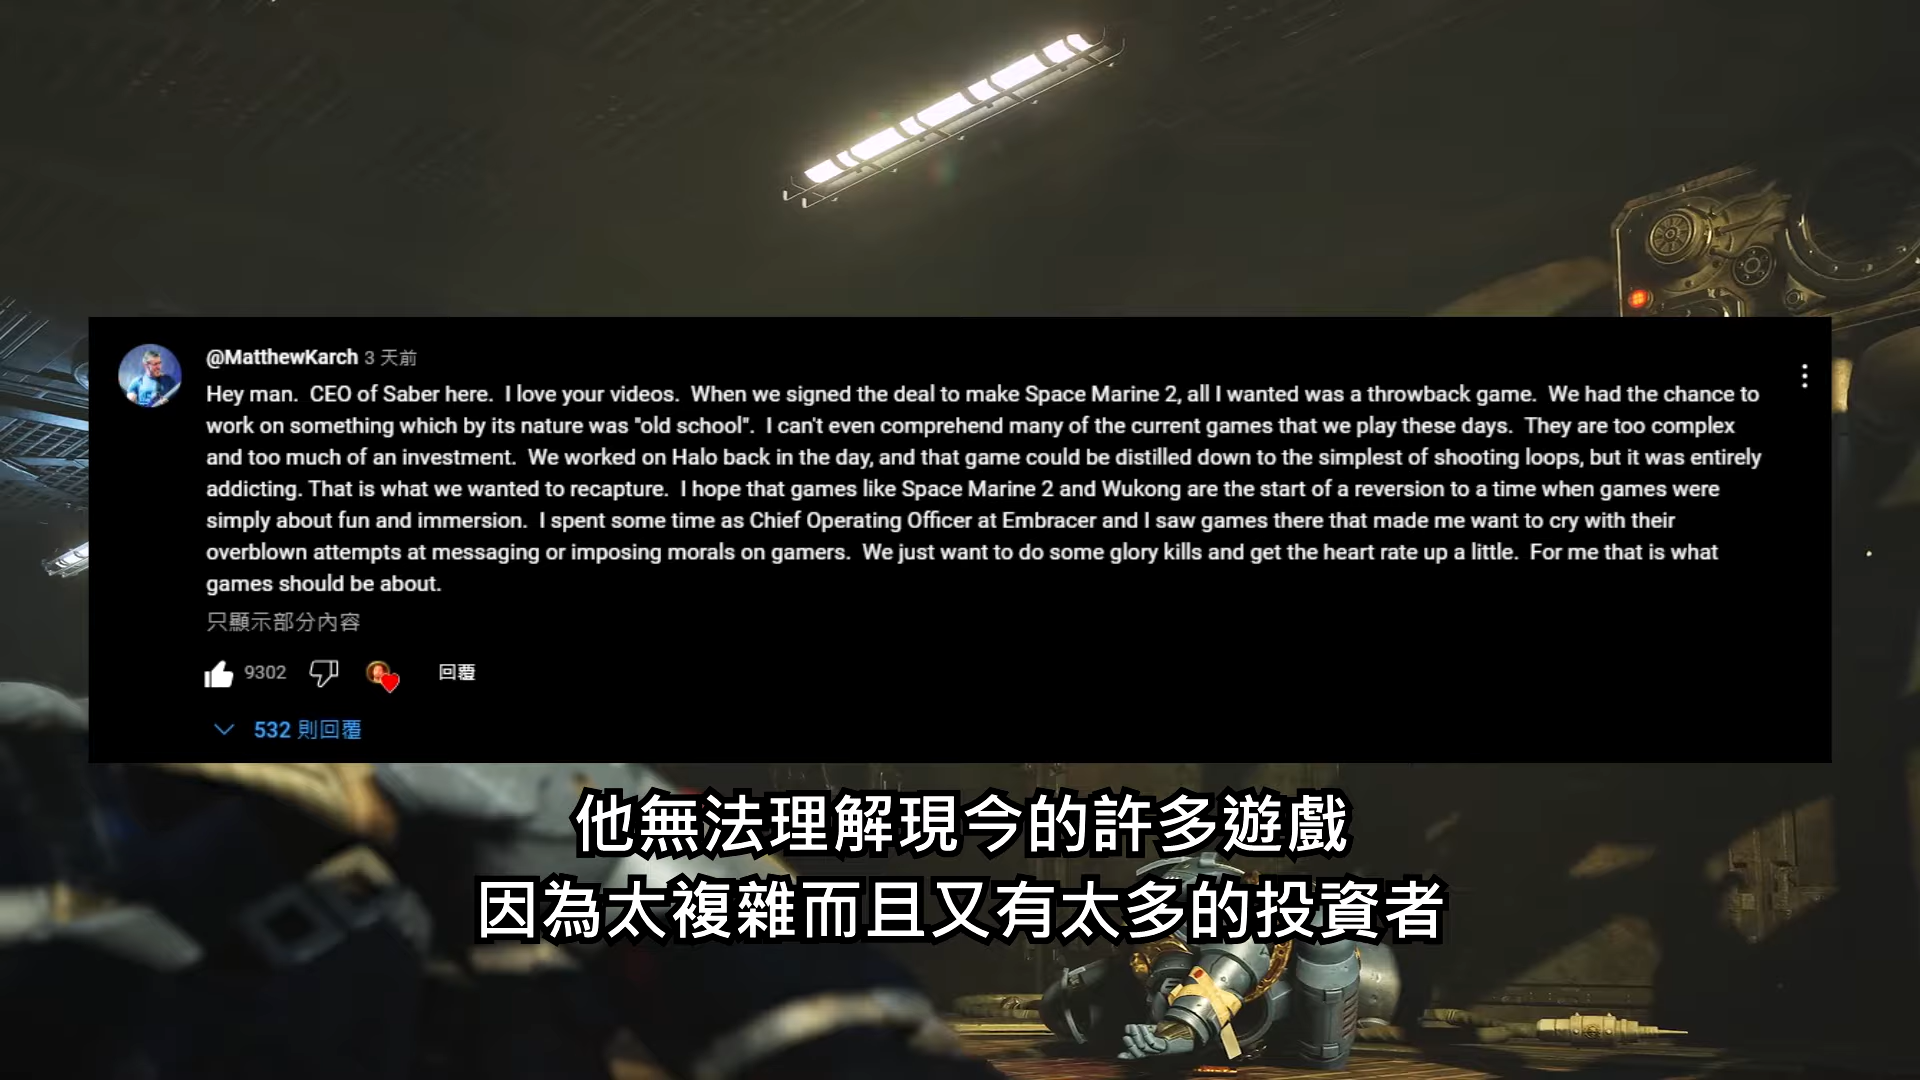 @MatthewKarch 3 天前
Hey man. CEO of Saber here. I love your videos. When we signed the deal to make Space Marine 2, all I wanted was a throwback game. We had the chance to
work on something which by its nature was "old school". I can't even comprehend many of the current games that we play these days. They are too complex
and too much of an investment. We worked on Halo back in the day, and that game could be distilled down to the simplest of shooting loops, but it was entirely
addicting. That is what we wanted to recapture. I hope that games like Space Marine 2 and Wukong are the start of a reversion to a time when games were
simply about fun and immersion. I spent some time as Chief Operating Officer at Embracer and I saw games there that made me want to cry with their
overblown attempts at messaging or imposing morals on gamers. We just want to do some glory kills and get the heart rate up a little. For me that is what
games should be about.
只顯示部分內容
9302 回覆
532 則回覆
他無法理解現今的許多遊戲
因為太複雜而且又有太多的投資者